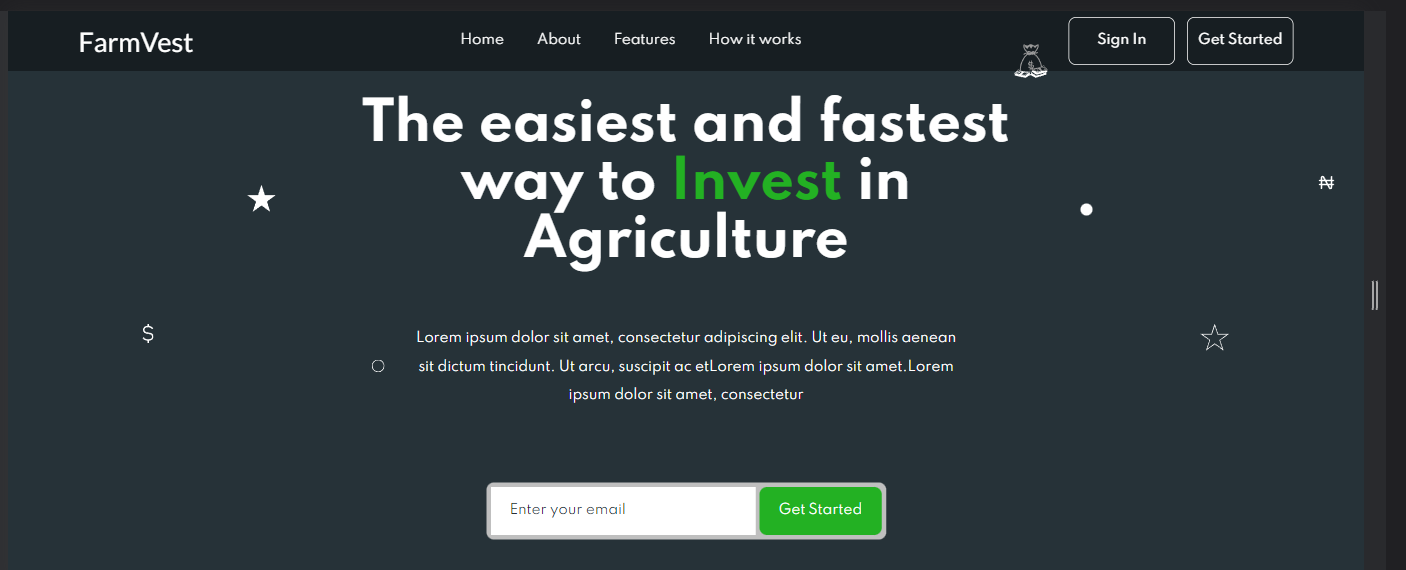 FarmVest
Home
About
Features
How it works
Sign In
Get Started
The easiest and fastest
way to Invest in
Agriculture
₦
$
Lorem ipsum dolor sit amet, consectetur adipiscing elit. Ut eu, mollis aenean
sit dictum tincidunt. Ut arcu, suscipit ac etLorem ipsum dolor sit amet.Lorem
ipsum dolor sit amet, consectetur
Enter your email
Get Started